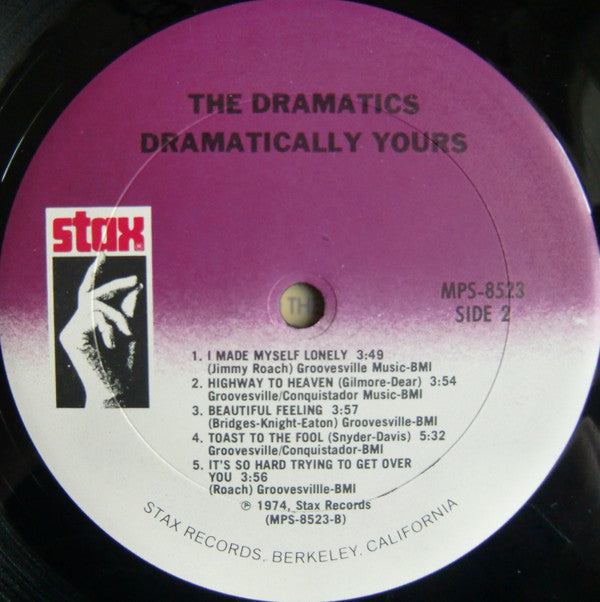 THE DRAMATICS
DRAMATICALLY YOURS
stax
MPS-8523
SIDE 2
TH
1. I MADE MYSELF LONELY 3:49
(Jimmy Roach) Groovesville Music-BMI
2. HIGHWAY TO HEAVEN (Gilmore-Dear) 3:54
Groovesville/Conquistador Music-BMI
3. BEAUTIFUL FEELING 3:57
(Bridges-Knight-Eaton) Groovesville-BMI
4. TOAST TO THE FOOL (Snyder-Davis) 5:32
Groovesville/Conquistador-BMI
5. IT'S SO HARD TRYING TO GET OVER
YOU 3:56
(Roach) Groovesvillle-BMI
℗ 1974, Stax Records
(MPS-8523-B)
STAX RECORDS, BERKELEY, CALIFORNIA